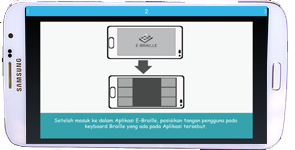 2
E-BRAILLE
SAMSUNG
Setelah masuk ke dalam Aplikasi E-Braille, posisikan tangan pengguna pada
keyboard Braille yang ada pada Aplikasi tersebut.